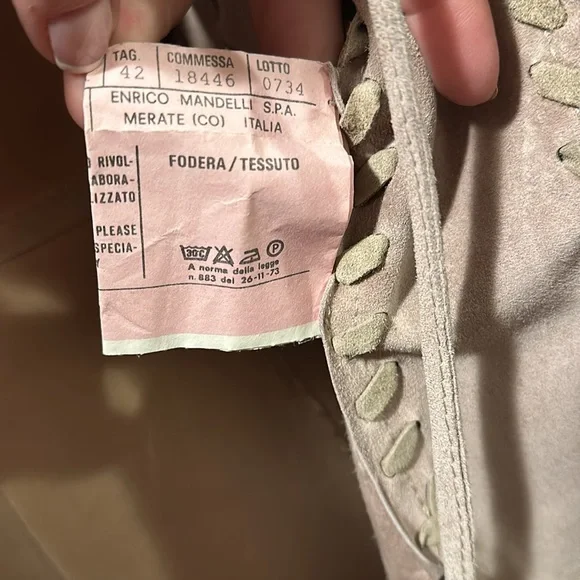 TAG. COMMESSA LOTTO
42 18446 0734
ENRICO MANDELLI S.P.A.
MERATE (CO) ITALIA
RIVOL-
ABORA-
IZZATO
PLEASE
SPECIA-
Y
FODERA/TESSUTO
30°C P
A norma della legge
n. 883 del 26-11-73